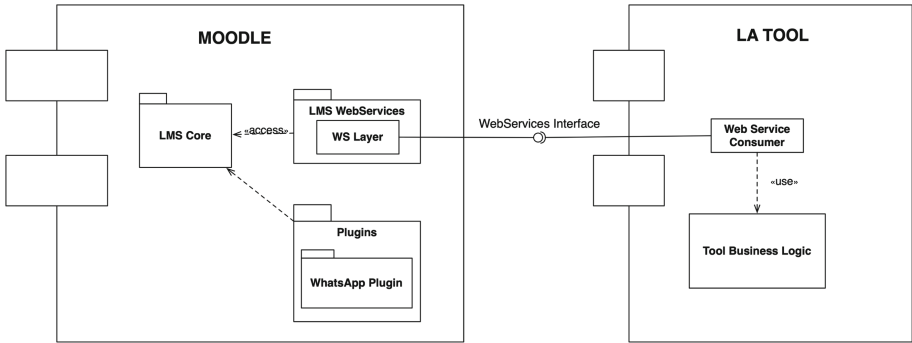 MOODLE
LA TOOL
LMS WebServices
LMS Core
«access»
WS Layer
WebServices Interface
Web Service
Consumer
«use»
Plugins
Tool Business Logic
WhatsApp Plugin